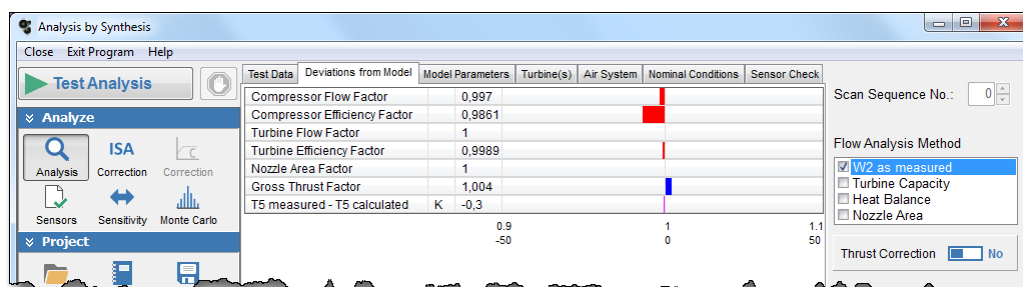 Analysis by Synthesis
Close Exit Program Help
Test Analysis
Analyze
Analysis
ISA
Correction
Correction
Sensors
Sensitivity
Monte Carlo
Project
Test Data
Deviations from Model
Model Parameters
Turbine(s)
Air System
Nominal Conditions
Sensor Check
Compressor Flow Factor 0,997
Compressor Efficiency Factor 0,9861
Turbine Flow Factor 1
Turbine Efficiency Factor 0,9989
Nozzle Area Factor 1
Gross Thrust Factor 1,004
T5 measured - T5 calculated K -0,3
0.9 1 1.1
-50 0 50
Scan Sequence No.: 0
Flow Analysis Method
W2 as measured
Turbine Capacity
Heat Balance
Nozzle Area
Thrust Correction No